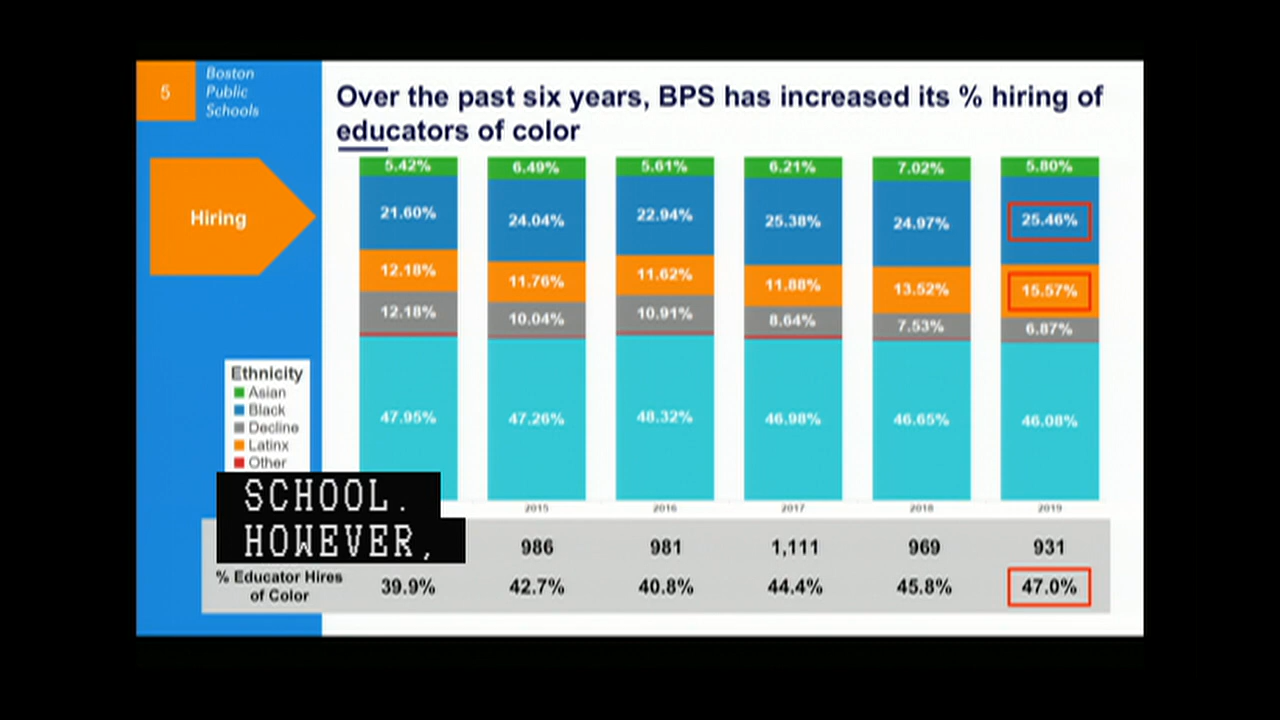 5
Boston
Public
Schools
Over the past six years, BPS has increased its % hiring of
educators of color
Hiring
5.42% 6.49% 5.61% 6.21% 7.02% 5.80%
21.60% 24.04% 22.94% 25.38% 24.97% 25.46%
12.18% 11.76% 11.62% 11.88% 13.52% 15.57%
12.18% 10.04% 10.91% 8.64% 7.53% 6.87%
47.95% 47.26% 48.32% 46.98% 46.65% 46.08%
Ethnicity
Asian
Black
Decline
Latinx
Other
SCHOOL.
HOWEVER,
2015 2016 2017 2018 2019
986 981 1,111 969 931
% Educator Hires
of Color
39.9% 42.7% 40.8% 44.4% 45.8% 47.0%